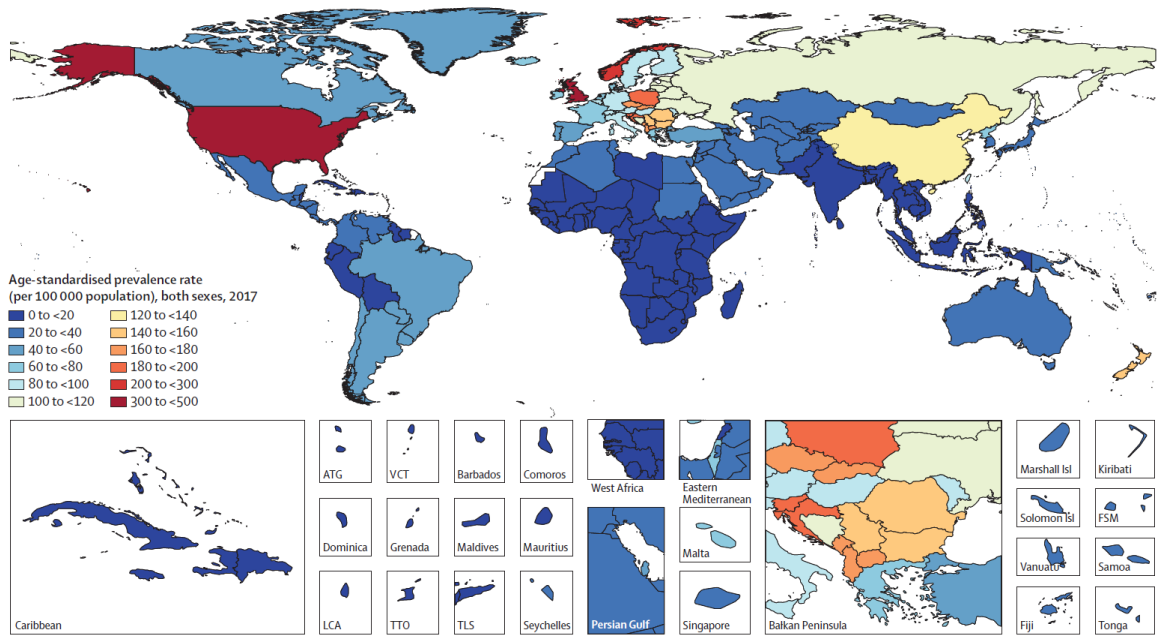 Age-standardised prevalence rate
(per 100 000 population), both sexes, 2017
0 to <20
20 to <40
40 to <60
60 to <80
80 to <100
100 to <120
120 to <140
140 to <160
160 to <180
180 to <200
200 to <300
300 to <500
Caribbean
ATG
VCT
Barbados
Comoros
Dominica
Grenada
Maldives
Mauritius
LCA
TTO
TLS
Seychelles
West Africa
Eastern
Mediterranean
Persian Gulf
Malta
Singapore
Balkan Peninsula
Marshall Isl
Kiribati
Solomon Isl
FSM
Vanuatu
Samoa
Fiji
Tonga